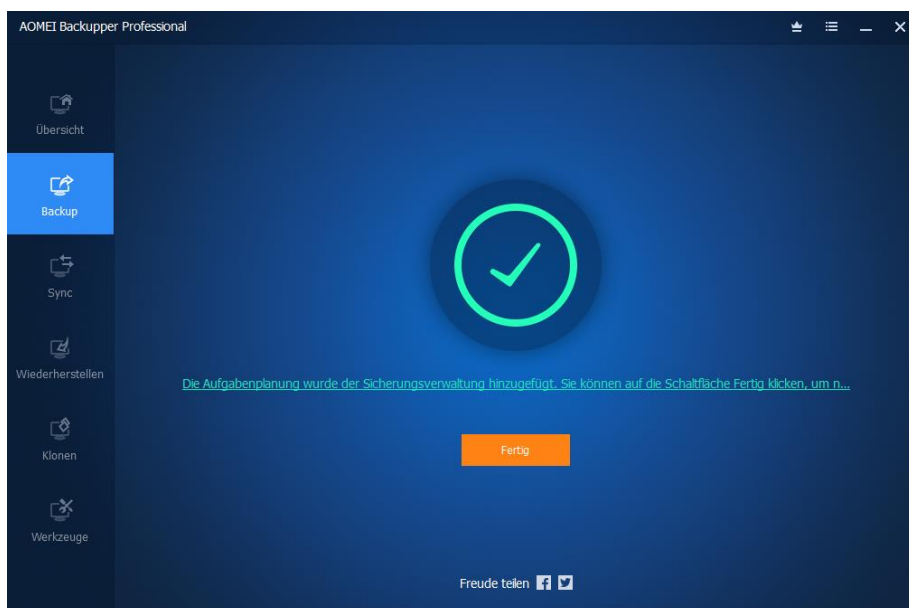 AOMEI Backupper Professional
Übersicht
Backup
Sync
Wiederherstellen
Klonen
Werkzeuge
Die Aufgabenplanung wurde der Sicherungsverwaltung hinzugefügt. Sie können auf die Schaltfläche Fertig klicken, um n...
Fertig
Freude teilen